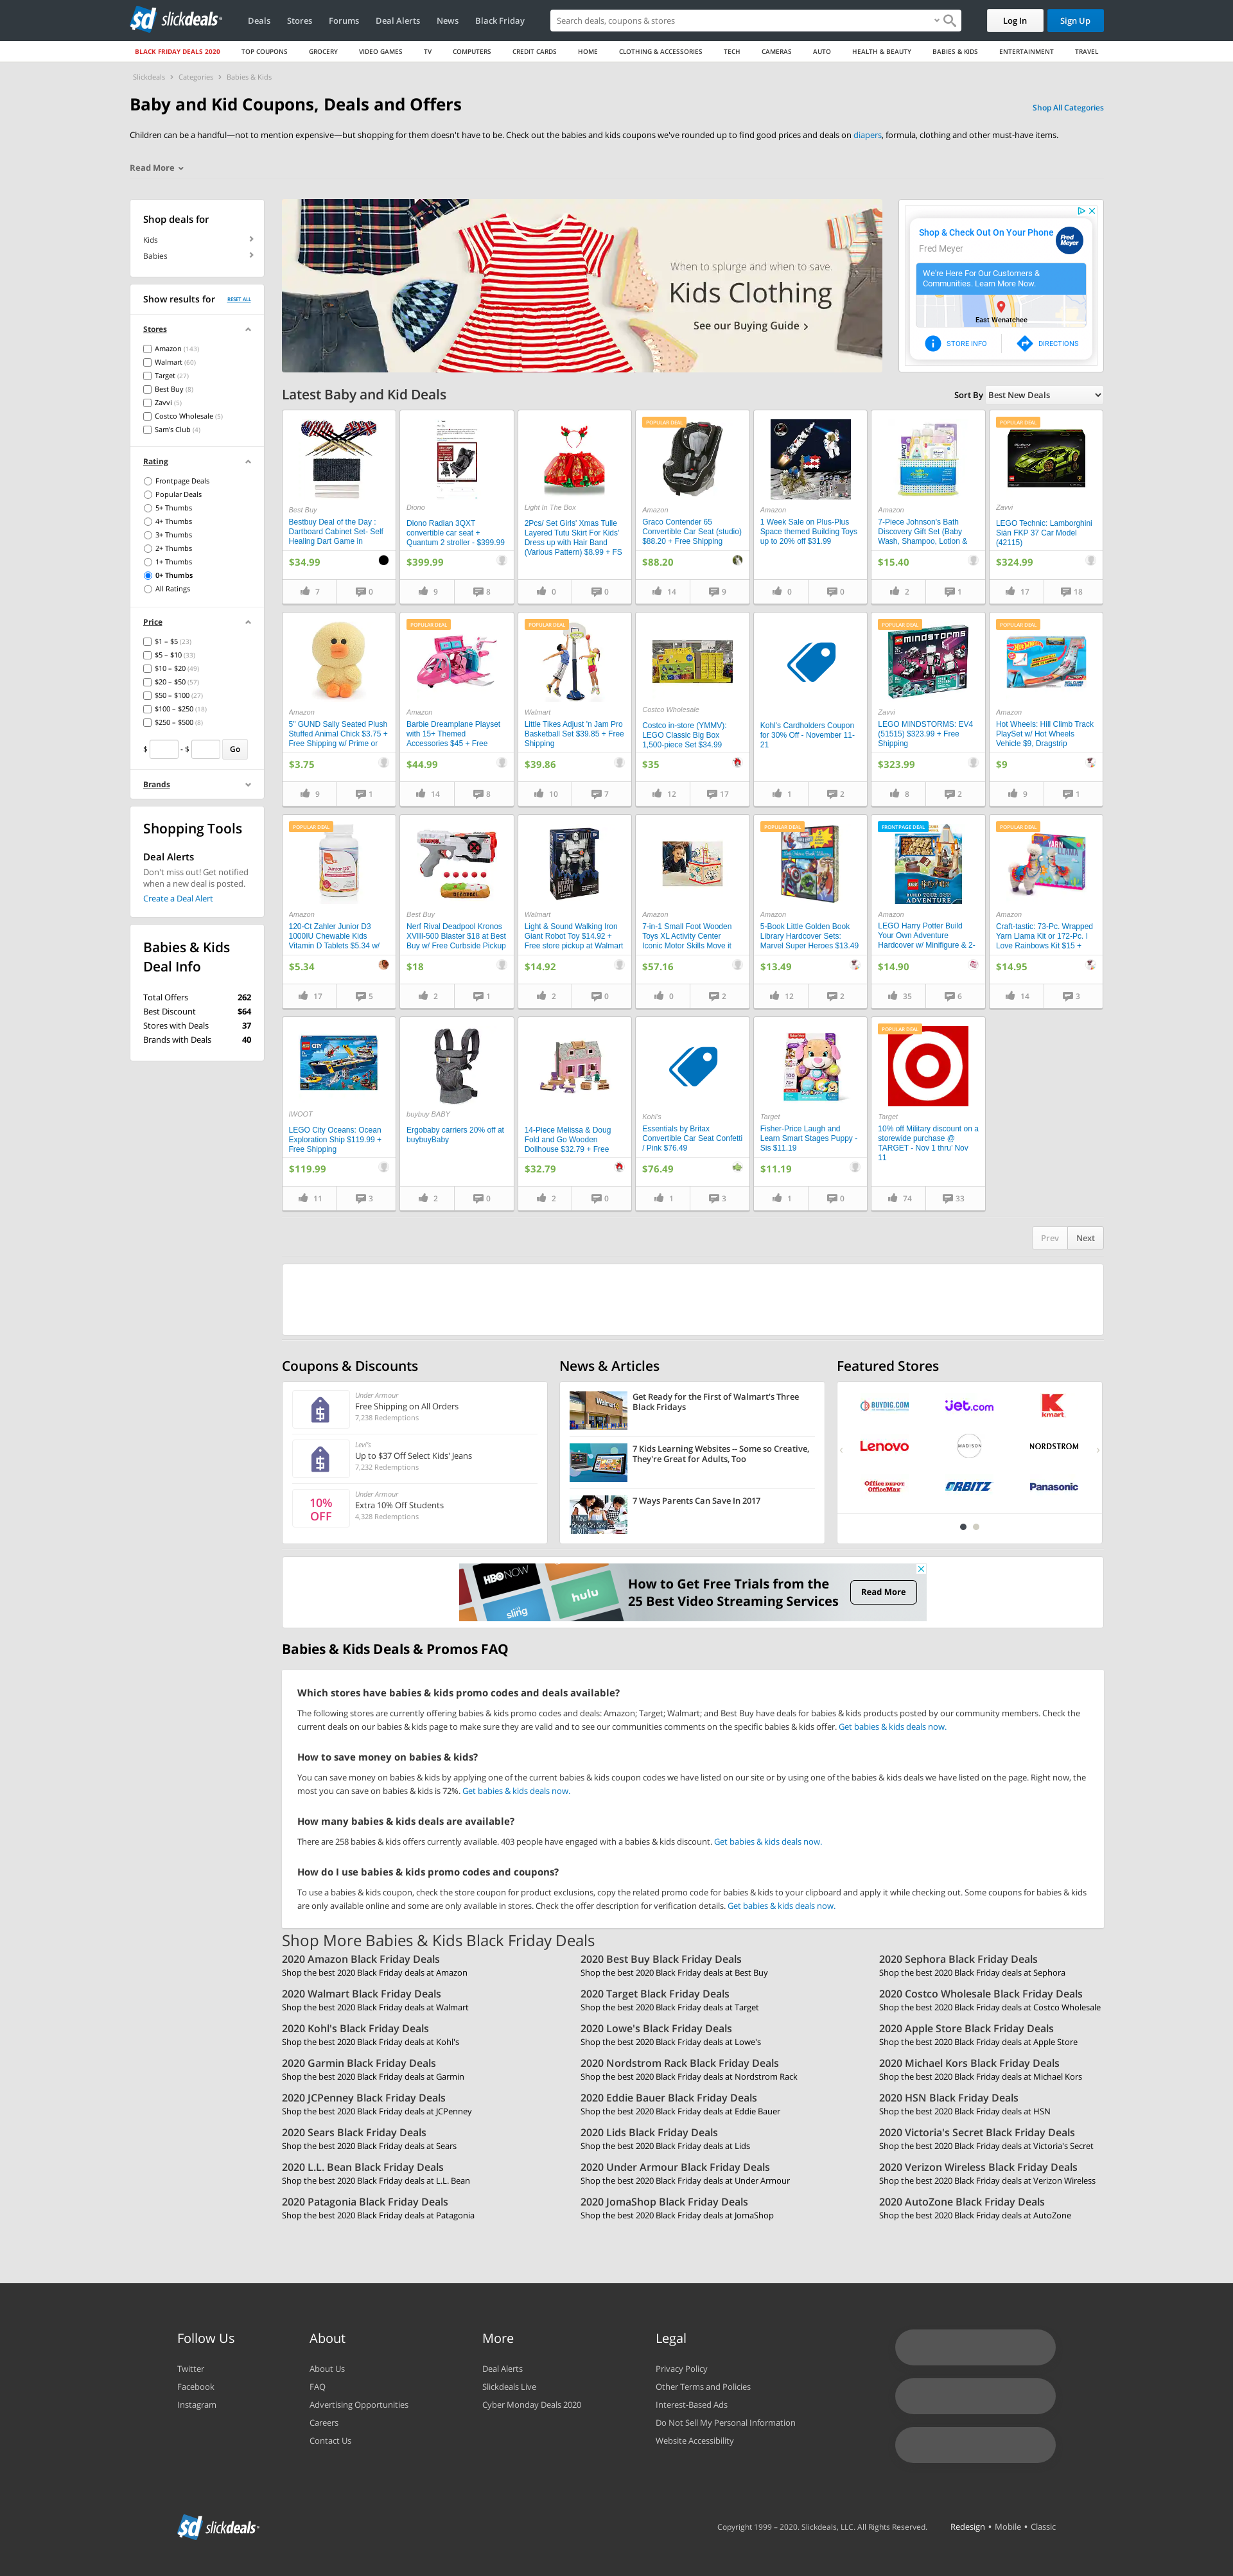 slickdeals
Deals
Stores
Forums
Deal Alerts
News
Black Friday
Search deals, coupons & stores
Log In
Sign Up
BLACK FRIDAY DEALS 2020
TOP COUPONS
GROCERY
VIDEO GAMES
TV
COMPUTERS
CREDIT CARDS
HOME
CLOTHING & ACCESSORIES
TECH
CAMERAS
AUTO
HEALTH & BEAUTY
BABIES & KIDS
ENTERTAINMENT
TRAVEL
Slickdeals > Categories > Babies & Kids
Baby and Kid Coupons, Deals and Offers
Shop All Categories
Children can be a handful—not to mention expensive—but shopping for them doesn't have to be. Check out the babies and kids coupons we've rounded up to find good prices and deals on diapers, formula, clothing and other must-have items.
Read More
Shop deals for
Kids
Babies
Show results for
RESET ALL
Stores
Amazon (143)
Walmart (60)
Target (27)
Best Buy (8)
Zavvi (5)
Costco Wholesale (5)
Sam's Club (4)
Rating
Frontpage Deals
Popular Deals
5+ Thumbs
4+ Thumbs
3+ Thumbs
2+ Thumbs
1+ Thumbs
0+ Thumbs
All Ratings
Price
$1 – $5 (23)
$5 – $10 (33)
$10 – $20 (49)
$20 – $50 (57)
$50 – $100 (27)
$100 – $250 (18)
$250 – $500 (8)
$ - $ Go
Brands
Shopping Tools
Deal Alerts
Don't miss out! Get notified
when a new deal is posted.
Create a Deal Alert
Babies & Kids
Deal Info
Total Offers 262
Best Discount $64
Stores with Deals 37
Brands with Deals 40
When to splurge and when to save.
Kids Clothing
See our Buying Guide >
Shop & Check Out On Your Phone
Fred Meyer
Fred Meyer
We're Here For Our Customers &
Communities. Learn More Now.
East Wenatchee
STORE INFO
DIRECTIONS
Latest Baby and Kid Deals
Sort By Best New Deals
Best Buy
Bestbuy Deal of the Day :
Dartboard Cabinet Set- Self
Healing Dart Game in
$34.99
7 0
Diono
Diono Radian 3QXT
convertible car seat +
Quantum 2 stroller - $399.99
$399.99
9 8
Light In The Box
2Pcs/ Set Girls' Xmas Tulle
Layered Tutu Skirt For Kids'
Dress up with Hair Band
(Various Pattern) $8.99 + FS
0 0
POPULAR DEAL
Amazon
Graco Contender 65
Convertible Car Seat (studio)
$88.20 + Free Shipping
$88.20
14 9
Amazon
1 Week Sale on Plus-Plus
Space themed Building Toys
up to 20% off $31.99
0 0
Amazon
7-Piece Johnson's Bath
Discovery Gift Set (Baby
Wash, Shampoo, Lotion &
$15.40
2 1
POPULAR DEAL
Zavvi
LEGO Technic: Lamborghini
Sián FKP 37 Car Model
(42115)
$324.99
17 18
Amazon
5" GUND Sally Seated Plush
Stuffed Animal Chick $3.75 +
Free Shipping w/ Prime or
$3.75
9 1
POPULAR DEAL
Amazon
Barbie Dreamplane Playset
with 15+ Themed
Accessories $45 + Free
$44.99
14 8
POPULAR DEAL
Walmart
Little Tikes Adjust 'n Jam Pro
Basketball Set $39.85 + Free
Shipping
$39.86
10 7
Costco Wholesale
Costco in-store (YMMV):
LEGO Classic Big Box
1,500-piece Set $34.99
$35
12 17
Kohl's Cardholders Coupon
for 30% Off - November 11-
21
1 2
POPULAR DEAL
MINDSTORMS
Zavvi
LEGO MINDSTORMS: EV4
(51515) $323.99 + Free
Shipping
$323.99
8 2
POPULAR DEAL
Amazon
Hot Wheels: Hill Climb Track
PlaySet w/ Hot Wheels
Vehicle $9, Dragstrip
$9
9 1
POPULAR DEAL
Junior D3
Amazon
120-Ct Zahler Junior D3
1000IU Chewable Kids
Vitamin D Tablets $5.34 w/
$5.34
17 5
DEADPOOL
Best Buy
Nerf Rival Deadpool Kronos
XVIII-500 Blaster $18 at Best
Buy w/ Free Curbside Pickup
$18
2 1
IRON GIANT
Walmart
Light & Sound Walking Iron
Giant Robot Toy $14.92 +
Free store pickup at Walmart
$14.92
2 0
Amazon
7-in-1 Small Foot Wooden
Toys XL Activity Center
Iconic Motor Skills Move it
$57.16
0 2
POPULAR DEAL
Amazon
5-Book Little Golden Book
Library Hardcover Sets:
Marvel Super Heroes $13.49
$13.49
12 2
FRONTPAGE DEAL
Harry Potter
BUILD YOUR OWN
ADVENTURE
Amazon
LEGO Harry Potter Build
Your Own Adventure
Hardcover w/ Minifigure & 2-
$14.90
35 6
POPULAR DEAL
YARN LLAMA
Amazon
Craft-tastic: 73-Pc. Wrapped
Yarn Llama Kit or 172-Pc. I
Love Rainbows Kit $15 +
$14.95
14 3
CITY
IWOOT
LEGO City Oceans: Ocean
Exploration Ship $119.99 +
Free Shipping
$119.99
11 3
buybuy BABY
Ergobaby carriers 20% off at
buybuyBaby
2 0
14-Piece Melissa & Doug
Fold and Go Wooden
Dollhouse $32.79 + Free
$32.79
2 0
Kohl's
Essentials by Britax
Convertible Car Seat Confetti
/ Pink $76.49
$76.49
1 3
Target
Fisher-Price Laugh and
Learn Smart Stages Puppy -
Sis $11.19
$11.19
1 0
POPULAR DEAL
Target
10% off Military discount on a
storewide purchase @
TARGET - Nov 1 thru' Nov
11
74 33
Prev
Next
Coupons & Discounts
Under Armour
Free Shipping on All Orders
7,238 Redemptions
Levi's
Up to $37 Off Select Kids' Jeans
7,232 Redemptions
10%
OFF
Under Armour
Extra 10% Off Students
4,328 Redemptions
News & Articles
Walmart
Get Ready for the First of Walmart's Three
Black Fridays
7 Kids Learning Websites -- Some so Creative,
They're Great for Adults, Too
7 Ways Parents Can Save In 2017
Featured Stores
BUYDIG.COM
Jet.com
Kmart
Lenovo
MADISON
NORDSTROM
Office DEPOT
OfficeMax
ORBITZ
Panasonic
HBO NOW
sling
hulu
How to Get Free Trials from the
25 Best Video Streaming Services
Read More
Babies & Kids Deals & Promos FAQ
Which stores have babies & kids promo codes and deals available?
The following stores are currently offering babies & kids promo codes and deals: Amazon; Target; Walmart; and Best Buy have deals for babies & kids products posted by our community members. Check the
current deals on our babies & kids page to make sure they are valid and to see our communities comments on the specific babies & kids offer. Get babies & kids deals now.
How to save money on babies & kids?
You can save money on babies & kids by applying one of the current babies & kids coupon codes we have listed on our site or by using one of the babies & kids deals we have listed on the page. Right now, the
most you can save on babies & kids is 72%. Get babies & kids deals now.
How many babies & kids deals are available?
There are 258 babies & kids offers currently available. 403 people have engaged with a babies & kids discount. Get babies & kids deals now.
How do I use babies & kids promo codes and coupons?
To use a babies & kids coupon, check the store coupon for product exclusions, copy the related promo code for babies & kids to your clipboard and apply it while checking out. Some coupons for babies & kids
are only available online and some are only available in stores. Check the offer description for verification details. Get babies & kids deals now.
Shop More Babies & Kids Black Friday Deals
2020 Amazon Black Friday Deals
Shop the best 2020 Black Friday deals at Amazon
2020 Best Buy Black Friday Deals
Shop the best 2020 Black Friday deals at Best Buy
2020 Sephora Black Friday Deals
Shop the best 2020 Black Friday deals at Sephora
2020 Walmart Black Friday Deals
Shop the best 2020 Black Friday deals at Walmart
2020 Target Black Friday Deals
Shop the best 2020 Black Friday deals at Target
2020 Costco Wholesale Black Friday Deals
Shop the best 2020 Black Friday deals at Costco Wholesale
2020 Kohl's Black Friday Deals
Shop the best 2020 Black Friday deals at Kohl's
2020 Lowe's Black Friday Deals
Shop the best 2020 Black Friday deals at Lowe's
2020 Apple Store Black Friday Deals
Shop the best 2020 Black Friday deals at Apple Store
2020 Garmin Black Friday Deals
Shop the best 2020 Black Friday deals at Garmin
2020 Nordstrom Rack Black Friday Deals
Shop the best 2020 Black Friday deals at Nordstrom Rack
2020 Michael Kors Black Friday Deals
Shop the best 2020 Black Friday deals at Michael Kors
2020 JCPenney Black Friday Deals
Shop the best 2020 Black Friday deals at JCPenney
2020 Eddie Bauer Black Friday Deals
Shop the best 2020 Black Friday deals at Eddie Bauer
2020 HSN Black Friday Deals
Shop the best 2020 Black Friday deals at HSN
2020 Sears Black Friday Deals
Shop the best 2020 Black Friday deals at Sears
2020 Lids Black Friday Deals
Shop the best 2020 Black Friday deals at Lids
2020 Victoria's Secret Black Friday Deals
Shop the best 2020 Black Friday deals at Victoria's Secret
2020 L.L. Bean Black Friday Deals
Shop the best 2020 Black Friday deals at L.L. Bean
2020 Under Armour Black Friday Deals
Shop the best 2020 Black Friday deals at Under Armour
2020 Verizon Wireless Black Friday Deals
Shop the best 2020 Black Friday deals at Verizon Wireless
2020 Patagonia Black Friday Deals
Shop the best 2020 Black Friday deals at Patagonia
2020 JomaShop Black Friday Deals
Shop the best 2020 Black Friday deals at JomaShop
2020 AutoZone Black Friday Deals
Shop the best 2020 Black Friday deals at AutoZone
Follow Us
Twitter
Facebook
Instagram
About
About Us
FAQ
Advertising Opportunities
Careers
Contact Us
More
Deal Alerts
Slickdeals Live
Cyber Monday Deals 2020
Legal
Privacy Policy
Other Terms and Policies
Interest-Based Ads
Do Not Sell My Personal Information
Website Accessibility
slickdeals
Copyright 1999 – 2020. Slickdeals, LLC. All Rights Reserved.
Redesign • Mobile • Classic